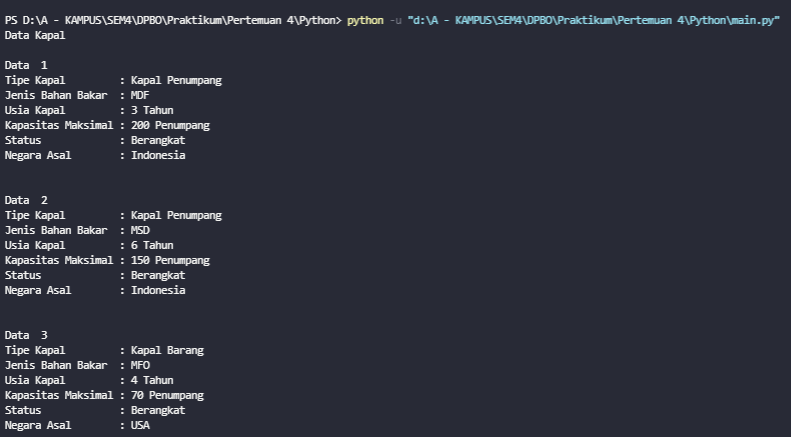 PS D:\A - KAMPUS\SEM4\DPBO\Praktikum\Pertemuan 4\Python> python -u "d:\A - KAMPUS\SEM4\DPBO\Praktikum\Pertemuan 4\Python\main.py"
Data Kapal
Data  1
Tipe Kapal         : Kapal Penumpang
Jenis Bahan Bakar  : MDF
Usia Kapal         : 3 Tahun
Kapasitas Maksimal : 200 Penumpang
Status             : Berangkat
Negara Asal        : Indonesia
Data  2
Tipe Kapal         : Kapal Penumpang
Jenis Bahan Bakar  : MSD
Usia Kapal         : 6 Tahun
Kapasitas Maksimal : 150 Penumpang
Status             : Berangkat
Negara Asal        : Indonesia
Data  3
Tipe Kapal         : Kapal Barang
Jenis Bahan Bakar  : MFO
Usia Kapal         : 4 Tahun
Kapasitas Maksimal : 70 Penumpang
Status             : Berangkat
Negara Asal        : USA